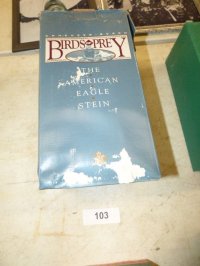 BIRDS OF PREY
THE
AMERICAN
EAGLE
STEIN
103